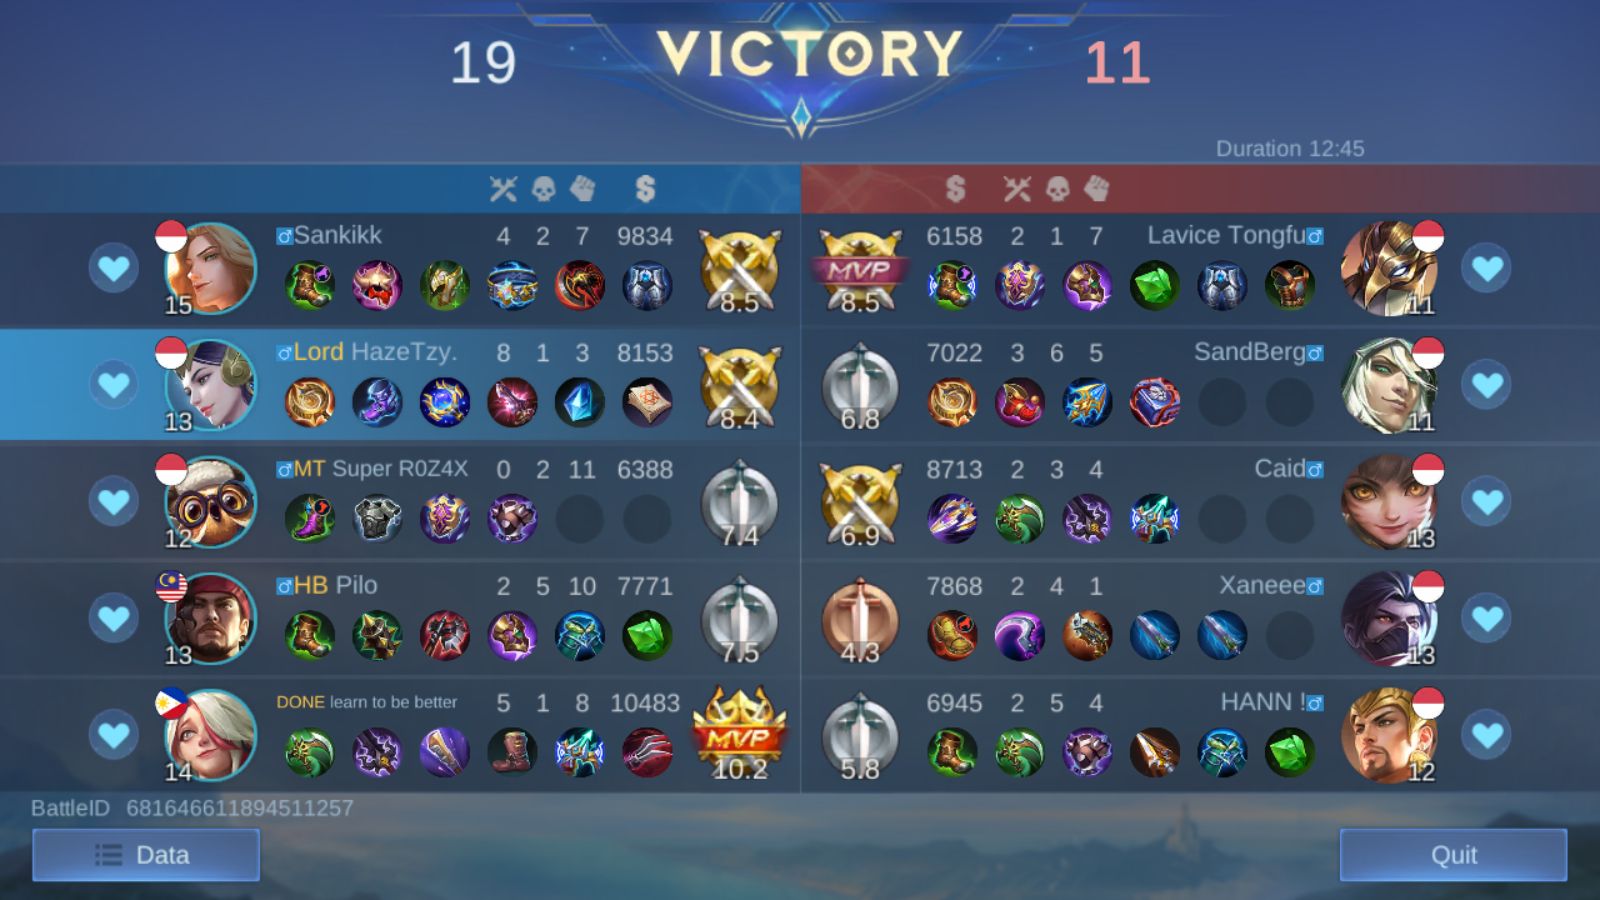 19 VICTORY 11
Duration 12:45
Sankikk 4 2 7 9834
15 8.5
Lord HazeTzy. 8 1 3 8153
13 8.4
MT Super R0Z4X 0 2 11 6388
12 7.4
HB Pilo 2 5 10 7771
13 7.5
DONE learn to be better 5 1 8 10483
MVP
14 10.2
6158 2 1 7 Lavice Tongfu
MVP
8.5 11
7022 3 6 5 SandBerg
6.8 11
8713 2 3 4 Caid
6.9 13
7868 2 4 1 Xaneee
4.3 13
6945 2 5 4 HANN !
5.8 12
BattleID 681646611894511257
Data
Quit